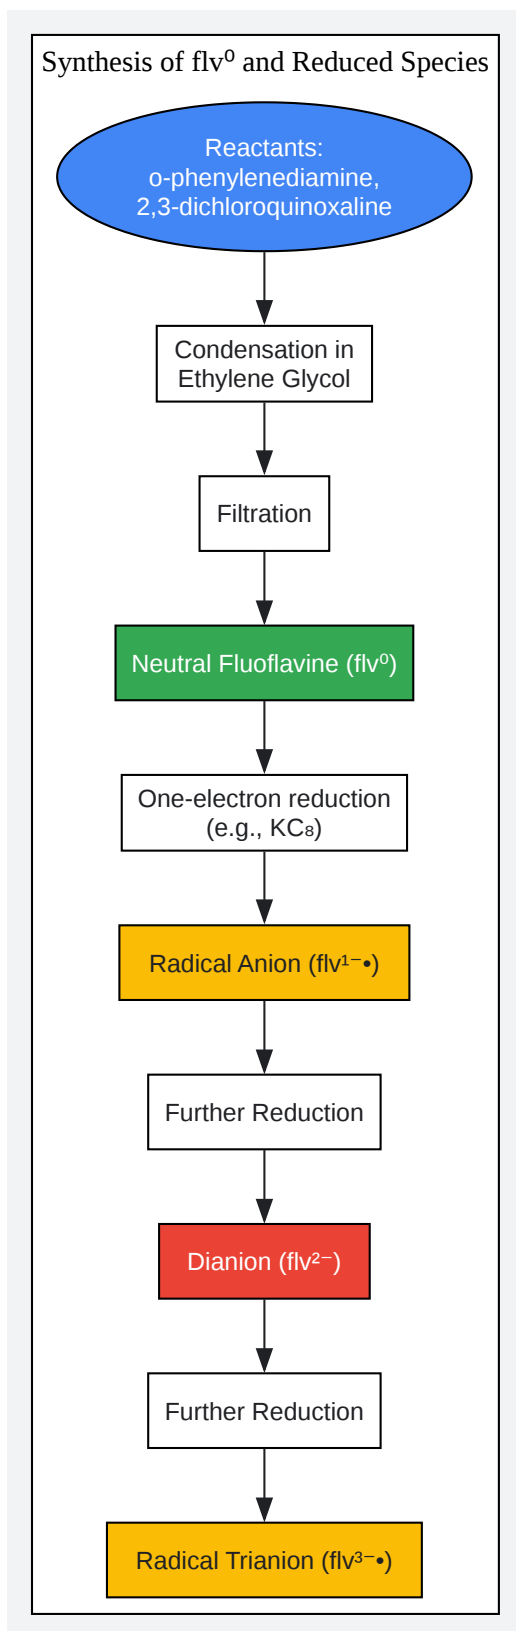 Synthesis of flv⁰ and Reduced Species
Reactants:
o-phenylenediamine,
2,3-dichloroquinoxaline
Condensation in
Ethylene Glycol
Filtration
Neutral Fluoflavine (flv⁰)
One-electron reduction
(e.g., KC₈)
Radical Anion (flv¹⁻•)
Further Reduction
Dianion (flv²⁻)
Further Reduction
Radical Trianion (flv³⁻•)